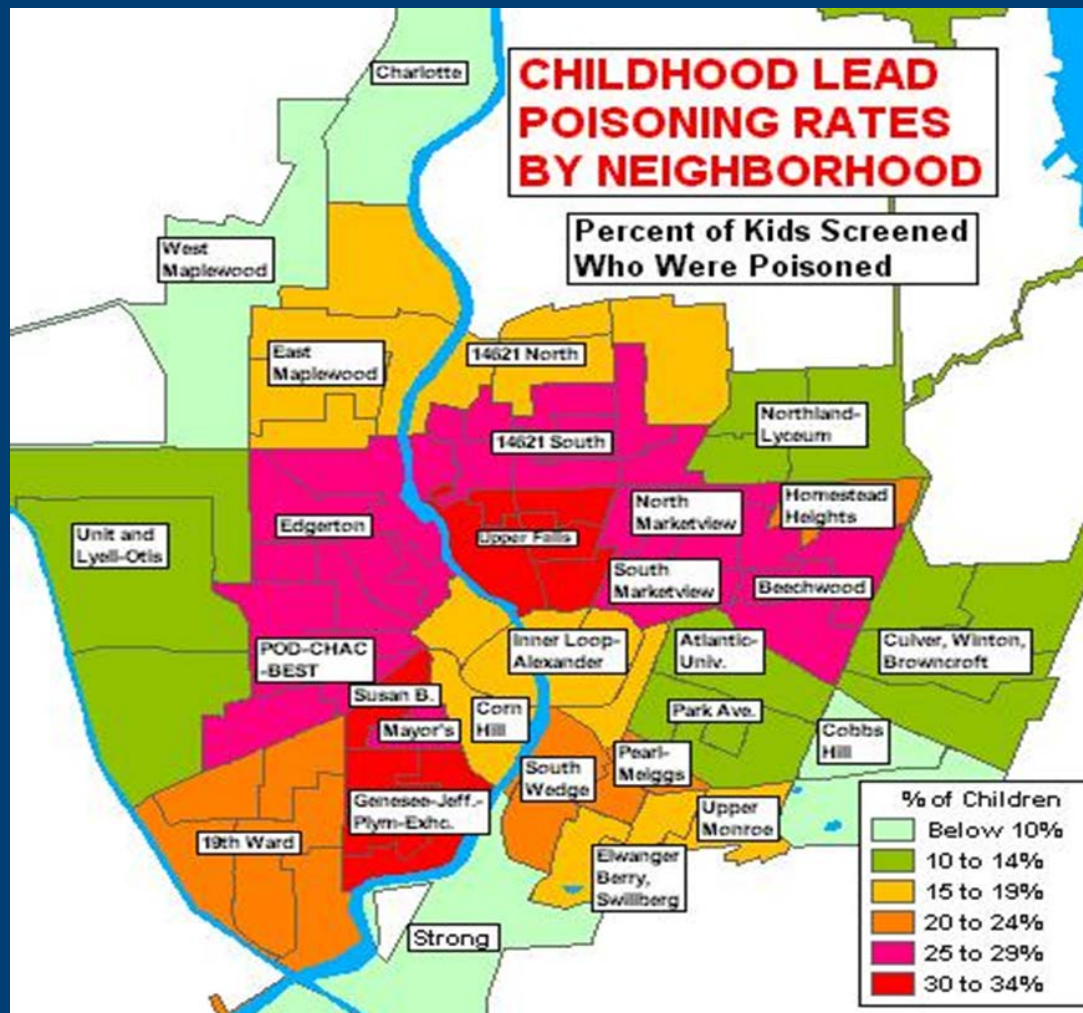 Charlotte
CHILDHOOD LEAD
POISONING RATES
BY NEIGHBORHOOD
Percent of Kids Screened
Who Were Poisoned
West
Maplewood
East
Maplewood
14621 North
Northland-
Lyceum
14621 South
Unit and
Lyell-Otis
Edgerton
Upper Falls
North
Marketview
Homestead
Heights
South
Marketview
Beechwood
POD-CHAC
-BEST
Inner Loop-
Alexander
Atlantic-
Univ.
Culver, Winton,
Browncroft
Susan B.
Mayor's
Corn
Hill
Park Ave.
Cobbs
Hill
South
Wedge
Pearl-
Meiggs
Genesee-Jeff.-
Plym-Exhc.
Upper
Monroe
19th Ward
Elwanger
Berry,
Swillberg
Strong
% of Children
Below 10%
10 to 14%
15 to 19%
20 to 24%
25 to 29%
30 to 34%